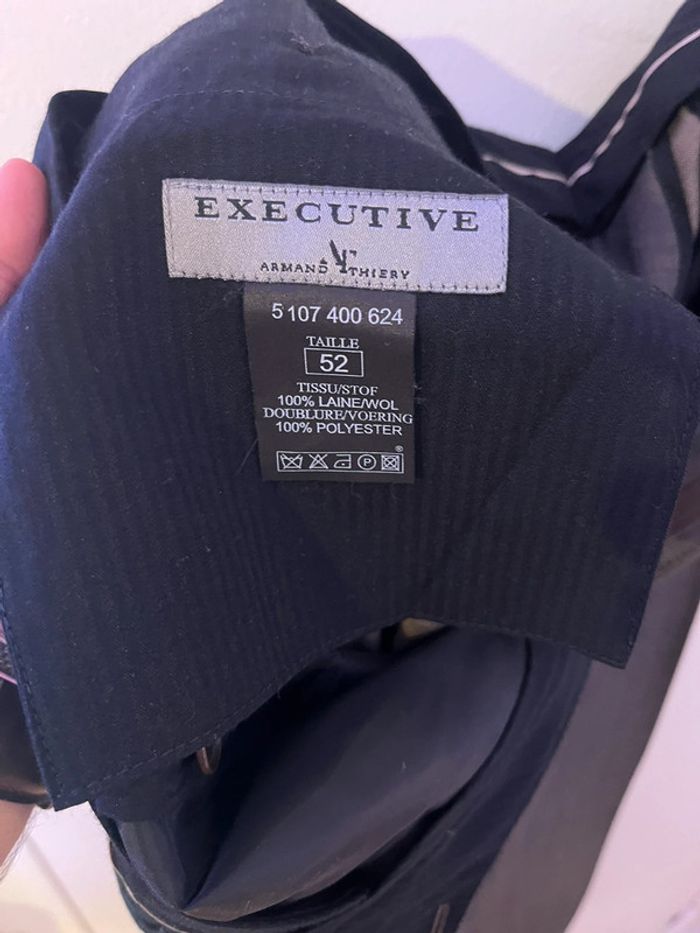 EXECUTIVE
ARMAND THIERY
5 107 400 624
TAILLE
52
TISSU/STOF
100% LAINE/WOL
DOUBLURE/VOERING
100% POLYESTER
®
P